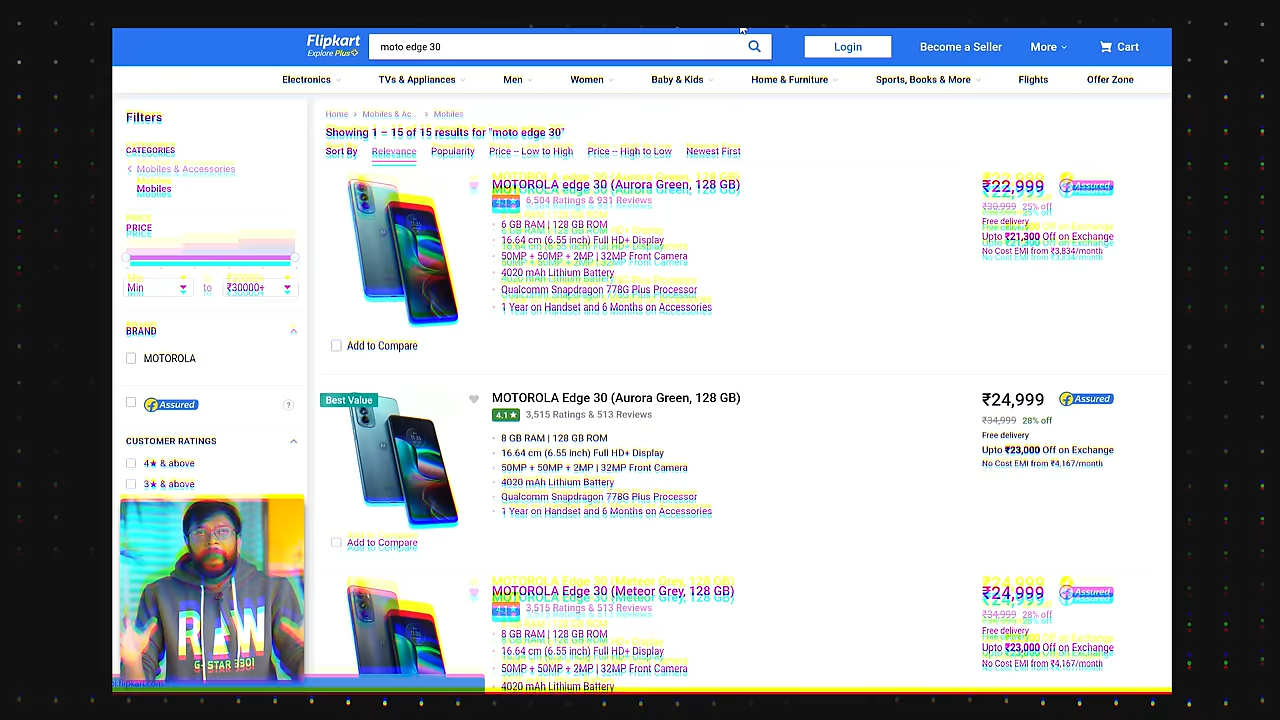 Flipkart
Explore Plus
moto edge 30
Login
Become a Seller
More
Cart
Electronics
TVs & Appliances
Men
Women
Baby & Kids
Home & Furniture
Sports, Books & More
Flights
Offer Zone
Filters
CATEGORIES
Mobiles & Accessories
Mobiles
PRICE
Min
to
₹30000+
BRAND
MOTOROLA
Assured
?
CUSTOMER RATINGS
4★ & above
3★ & above
Home
Mobiles & Ac...
Mobiles
Showing 1 – 15 of 15 results for "moto edge 30"
Sort By
Relevance
Popularity
Price -- Low to High
Price -- High to Low
Newest First
MOTOROLA edge 30 (Aurora Green, 128 GB)
6,504 Ratings & 931 Reviews
6 GB RAM | 128 GB ROM
16.64 cm (6.55 inch) Full HD+ Display
50MP + 50MP + 2MP | 32MP Front Camera
4020 mAh Lithium Battery
Qualcomm Snapdragon 778G Plus Processor
1 Year on Handset and 6 Months on Accessories
Add to Compare
₹22,999
Assured
₹30,999 25% off
Free delivery
Upto ₹21,300 Off on Exchange
No Cost EMI from ₹3,834/month
Best Value
MOTOROLA Edge 30 (Aurora Green, 128 GB)
4.1★ 3,515 Ratings & 513 Reviews
8 GB RAM | 128 GB ROM
16.64 cm (6.55 inch) Full HD+ Display
50MP + 50MP + 2MP | 32MP Front Camera
4020 mAh Lithium Battery
Qualcomm Snapdragon 778G Plus Processor
1 Year on Handset and 6 Months on Accessories
Add to Compare
₹24,999
Assured
₹34,999 28% off
Free delivery
Upto ₹23,000 Off on Exchange
No Cost EMI from ₹4,167/month
MOTOROLA Edge 30 (Meteor Grey, 128 GB)
3,515 Ratings & 513 Reviews
8 GB RAM | 128 GB ROM
16.64 cm (6.55 inch) Full HD+ Display
50MP + 50MP + 2MP | 32MP Front Camera
4020 mAh Lithium Battery
₹24,999
Assured
₹34,999 28% off
Free delivery
Upto ₹23,000 Off on Exchange
No Cost EMI from ₹4,167/month
RAW